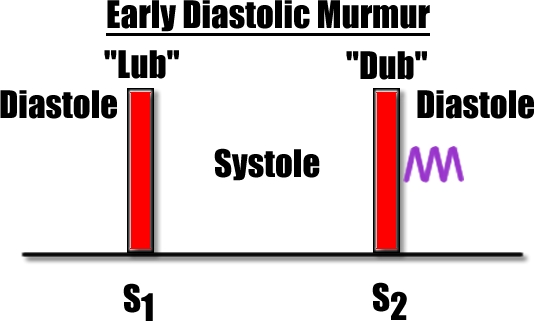 Early Diastolic Murmur
"Lub" "Dub"
Diastole Diastole
Systole
S1 S2